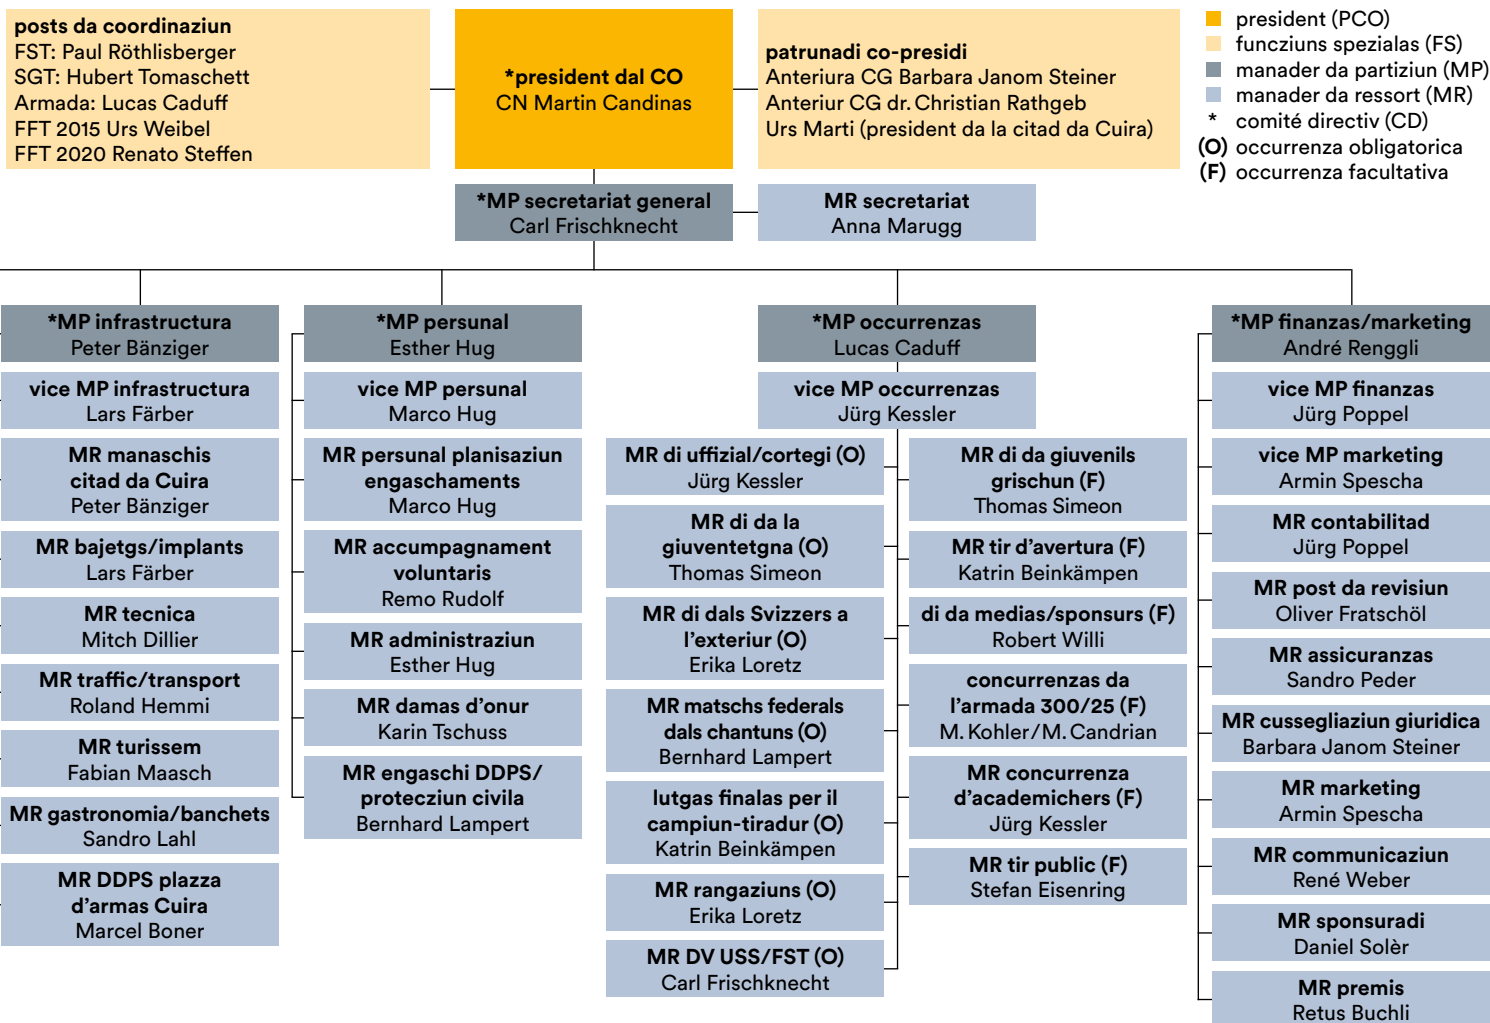 posts da coordinaziun
FST: Paul Röthlisberger
SGT: Hubert Tomaschett
Armada: Lucas Caduff
FFT 2015 Urs Weibel
FFT 2020 Renato Steffen
*president dal CO
CN Martin Candinas
patrunadi co-presidi
Anteriura CG Barbara Janom Steiner
Anteriur CG dr. Christian Rathgeb
Urs Marti (president da la citad da Cuira)
president (PCO)
funcziuns spezialas (FS)
manader da partiziun (MP)
manader da ressort (MR)
* comité directiv (CD)
(O) occurrenza obligatorica
(F) occurrenza facultativa
*MP secretariat general
Carl Frischknecht
MR secretariat
Anna Marugg
*MP infrastructura
Peter Bänziger
vice MP infrastructura
Lars Färber
MR manaschis
citad da Cuira
Peter Bänziger
MR bajetgs/implants
Lars Färber
MR tecnica
Mitch Dillier
MR traffic/transport
Roland Hemmi
MR turissem
Fabian Maasch
MR gastronomia/banchets
Sandro Lahl
MR DDPS plazza
d'armas Cuira
Marcel Boner
*MP persunal
Esther Hug
vice MP persunal
Marco Hug
MR persunal planisaziun
engaschaments
Marco Hug
MR accumpagnament
voluntaris
Remo Rudolf
MR administraziun
Esther Hug
MR damas d'onur
Karin Tschuss
MR engaschi DDPS/
protecziun civila
Bernhard Lampert
*MP occurrenzas
Lucas Caduff
vice MP occurrenzas
Jürg Kessler
MR di uffizial/cortegi (O)
Jürg Kessler
MR di da la
giuventetgna (O)
Thomas Simeon
MR di dals Svizzers a
l'exteriur (O)
Erika Loretz
MR matschs federals
dals chantuns (O)
Bernhard Lampert
lutgas finalas per il
campiun-tiradur (O)
Katrin Beinkämpen
MR rangaziuns (O)
Erika Loretz
MR DV USS/FST (O)
Carl Frischknecht
MR di da giuvenils
grischun (F)
Thomas Simeon
MR tir d'avertura (F)
Katrin Beinkämpen
di da medias/sponsurs (F)
Robert Willi
concurrenzas da
l'armada 300/25 (F)
M. Kohler/M. Candrian
MR concurrenza
d'academichers (F)
Jürg Kessler
MR tir public (F)
Stefan Eisenring
*MP finanzas/marketing
André Renggli
vice MP finanzas
Jürg Poppel
vice MP marketing
Armin Spescha
MR contabilitad
Jürg Poppel
MR post da revisiun
Oliver Fratschöl
MR assicuranzas
Sandro Peder
MR cussegliaziun giuridica
Barbara Janom Steiner
MR marketing
Armin Spescha
MR communicaziun
René Weber
MR sponsuradi
Daniel Solèr
MR premis
Retus Buchli